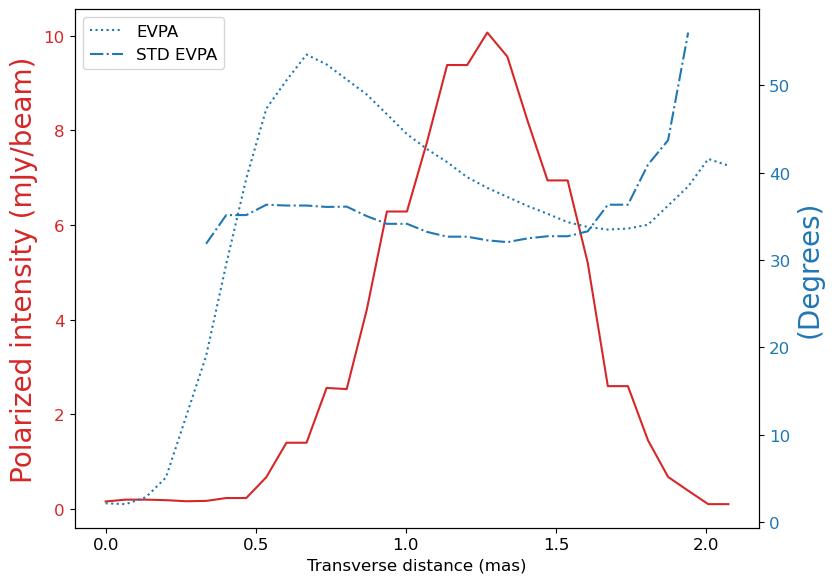 EVPA
STD EVPA
Polarized intensity (mJy/beam)
10
8
6
4
2
0
50
40
30
20
10
0
(Degrees)
0.0 0.5 1.0 1.5 2.0
Transverse distance (mas)